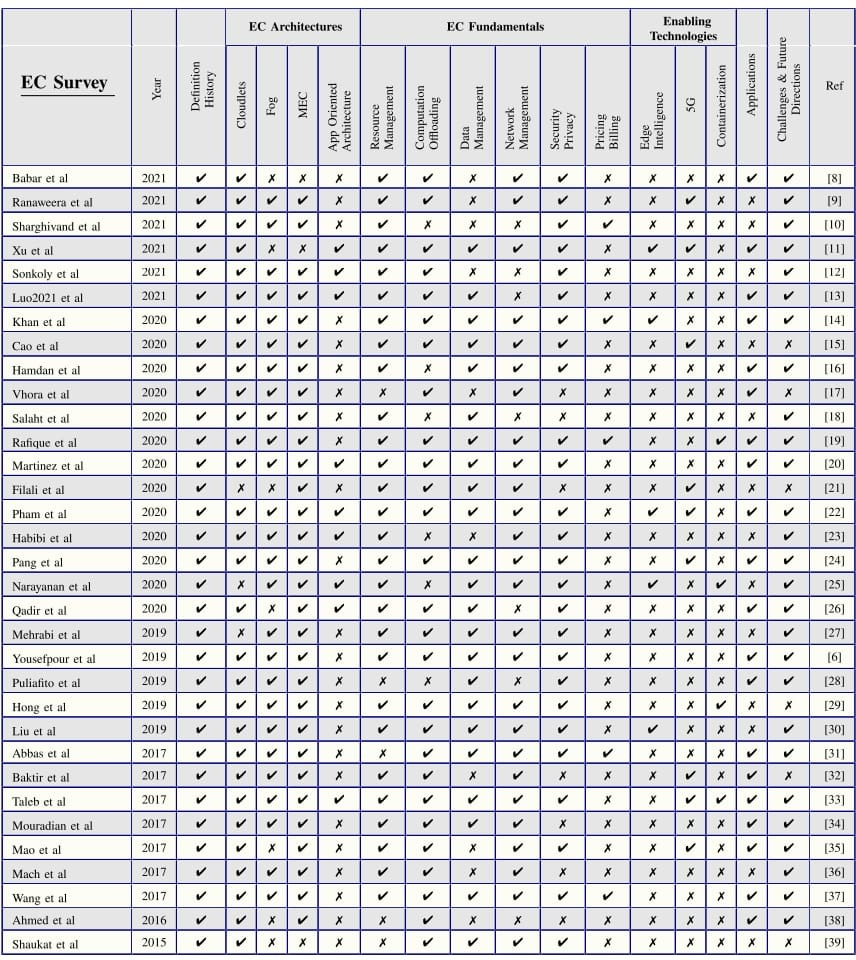 EC Architectures EC Fundamentals Enabling Technologies
EC Survey Year Definition History Cloudlets Fog MEC App Oriented Architecture Resource Management Computation Offloading Data Management Network Management Security Privacy Pricing Billing Edge Intelligence 5G Containerization Applications Challenges & Future Directions Ref
Babar et al 2021 ✔ ✔ ✗ ✗ ✗ ✔ ✔ ✗ ✔ ✔ ✗ ✗ ✗ ✗ ✔ ✔ [8]
Ranaweera et al 2021 ✔ ✔ ✔ ✔ ✗ ✔ ✔ ✗ ✔ ✔ ✗ ✗ ✔ ✗ ✗ ✔ [9]
Sharghivand et al 2021 ✔ ✔ ✔ ✔ ✗ ✔ ✗ ✗ ✗ ✔ ✔ ✗ ✗ ✗ ✗ ✔ [10]
Xu et al 2021 ✔ ✔ ✗ ✗ ✔ ✔ ✔ ✔ ✔ ✔ ✗ ✔ ✔ ✗ ✔ ✔ [11]
Sonkoly et al 2021 ✔ ✔ ✔ ✔ ✔ ✔ ✔ ✗ ✗ ✔ ✗ ✗ ✗ ✗ ✗ ✔ [12]
Luo2021 et al 2021 ✔ ✔ ✔ ✔ ✔ ✔ ✔ ✔ ✗ ✔ ✗ ✗ ✗ ✗ ✔ ✔ [13]
Khan et al 2020 ✔ ✔ ✔ ✔ ✗ ✔ ✔ ✔ ✔ ✔ ✔ ✔ ✗ ✗ ✔ ✔ [14]
Cao et al 2020 ✔ ✔ ✔ ✔ ✗ ✔ ✔ ✔ ✔ ✔ ✗ ✗ ✔ ✗ ✗ ✗ [15]
Hamdan et al 2020 ✔ ✔ ✔ ✔ ✗ ✔ ✗ ✔ ✔ ✔ ✗ ✗ ✗ ✗ ✔ ✔ [16]
Vhora et al 2020 ✔ ✔ ✔ ✔ ✗ ✗ ✔ ✗ ✔ ✗ ✗ ✗ ✗ ✗ ✔ ✗ [17]
Salaht et al 2020 ✔ ✔ ✔ ✔ ✗ ✔ ✗ ✔ ✗ ✗ ✗ ✗ ✗ ✗ ✗ ✔ [18]
Rafique et al 2020 ✔ ✔ ✔ ✔ ✗ ✔ ✔ ✔ ✔ ✔ ✔ ✗ ✗ ✔ ✔ ✔ [19]
Martinez et al 2020 ✔ ✔ ✔ ✔ ✔ ✔ ✔ ✔ ✔ ✔ ✗ ✗ ✗ ✗ ✔ ✔ [20]
Filali et al 2020 ✔ ✗ ✗ ✔ ✗ ✔ ✔ ✔ ✔ ✗ ✗ ✗ ✔ ✗ ✗ ✗ [21]
Pham et al 2020 ✔ ✔ ✔ ✔ ✔ ✔ ✔ ✔ ✔ ✔ ✗ ✔ ✔ ✗ ✔ ✔ [22]
Habibi et al 2020 ✔ ✔ ✔ ✔ ✔ ✔ ✗ ✗ ✔ ✔ ✗ ✗ ✗ ✗ ✗ ✔ [23]
Pang et al 2020 ✔ ✔ ✔ ✔ ✗ ✔ ✔ ✔ ✔ ✔ ✗ ✗ ✔ ✗ ✔ ✔ [24]
Narayanan et al 2020 ✔ ✗ ✔ ✔ ✔ ✔ ✗ ✔ ✔ ✔ ✗ ✔ ✗ ✔ ✗ ✔ [25]
Qadir et al 2020 ✔ ✔ ✗ ✔ ✔ ✔ ✔ ✔ ✗ ✔ ✗ ✗ ✗ ✗ ✔ ✔ [26]
Mehrabi et al 2019 ✔ ✗ ✔ ✔ ✗ ✔ ✔ ✔ ✔ ✔ ✗ ✗ ✗ ✗ ✗ ✔ [27]
Yousefpour et al 2019 ✔ ✔ ✔ ✔ ✗ ✔ ✔ ✔ ✔ ✔ ✗ ✗ ✗ ✗ ✔ ✔ [6]
Puliafito et al 2019 ✔ ✔ ✔ ✔ ✗ ✗ ✗ ✔ ✗ ✔ ✗ ✗ ✗ ✗ ✔ ✔ [28]
Hong et al 2019 ✔ ✔ ✔ ✔ ✗ ✔ ✔ ✔ ✔ ✔ ✗ ✗ ✗ ✔ ✗ ✗ [29]
Liu et al 2019 ✔ ✔ ✔ ✔ ✗ ✔ ✔ ✔ ✔ ✔ ✗ ✔ ✗ ✗ ✗ ✔ [30]
Abbas et al 2017 ✔ ✔ ✔ ✔ ✗ ✗ ✔ ✔ ✔ ✔ ✔ ✗ ✗ ✗ ✔ ✔ [31]
Baktir et al 2017 ✔ ✔ ✔ ✔ ✗ ✔ ✔ ✗ ✔ ✗ ✗ ✗ ✔ ✗ ✔ ✗ [32]
Taleb et al 2017 ✔ ✔ ✔ ✔ ✔ ✔ ✔ ✔ ✔ ✔ ✗ ✗ ✔ ✔ ✔ ✔ [33]
Mouradian et al 2017 ✔ ✔ ✔ ✔ ✗ ✔ ✔ ✔ ✔ ✗ ✗ ✗ ✗ ✗ ✔ ✔ [34]
Mao et al 2017 ✔ ✔ ✗ ✔ ✗ ✔ ✔ ✗ ✔ ✔ ✗ ✗ ✔ ✗ ✔ ✔ [35]
Mach et al 2017 ✔ ✔ ✔ ✔ ✗ ✔ ✔ ✗ ✔ ✗ ✗ ✗ ✗ ✗ ✗ ✔ [36]
Wang et al 2017 ✔ ✔ ✔ ✔ ✗ ✔ ✔ ✔ ✔ ✔ ✔ ✗ ✗ ✗ ✔ ✔ [37]
Ahmed et al 2016 ✔ ✔ ✗ ✔ ✗ ✗ ✔ ✗ ✗ ✗ ✗ ✗ ✗ ✗ ✔ ✔ [38]
Shaukat et al 2015 ✔ ✔ ✗ ✗ ✗ ✗ ✔ ✔ ✔ ✔ ✗ ✗ ✗ ✗ ✗ ✗ [39]